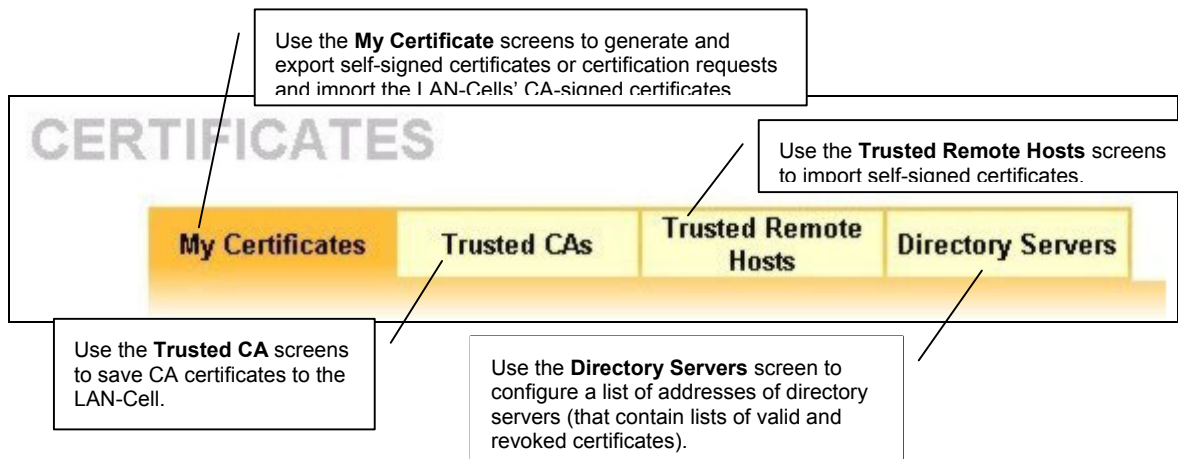 Use the My Certificate screens to generate and
export self-signed certificates or certification requests
and import the LAN-Cells' CA-signed certificates
CERTIFICATES
Use the Trusted Remote Hosts screens
to import self-signed certificates.
My Certificates
Trusted CAs
Trusted Remote
Hosts
Directory Servers
Use the Trusted CA screens
to save CA certificates to the
LAN-Cell.
Use the Directory Servers screen to
configure a list of addresses of directory
servers (that contain lists of valid and
revoked certificates).